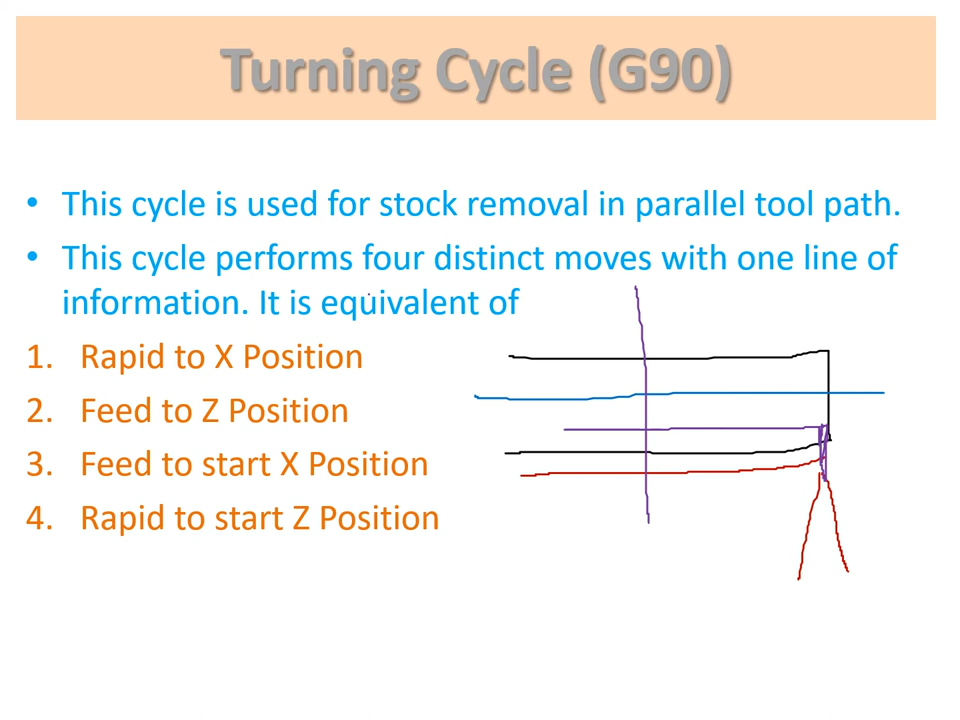 Turning Cycle (G90)
• This cycle is used for stock removal in parallel tool path.
• This cycle performs four distinct moves with one line of
information. It is equivalent of
1. Rapid to X Position
2. Feed to Z Position
3. Feed to start X Position
4. Rapid to start Z Position